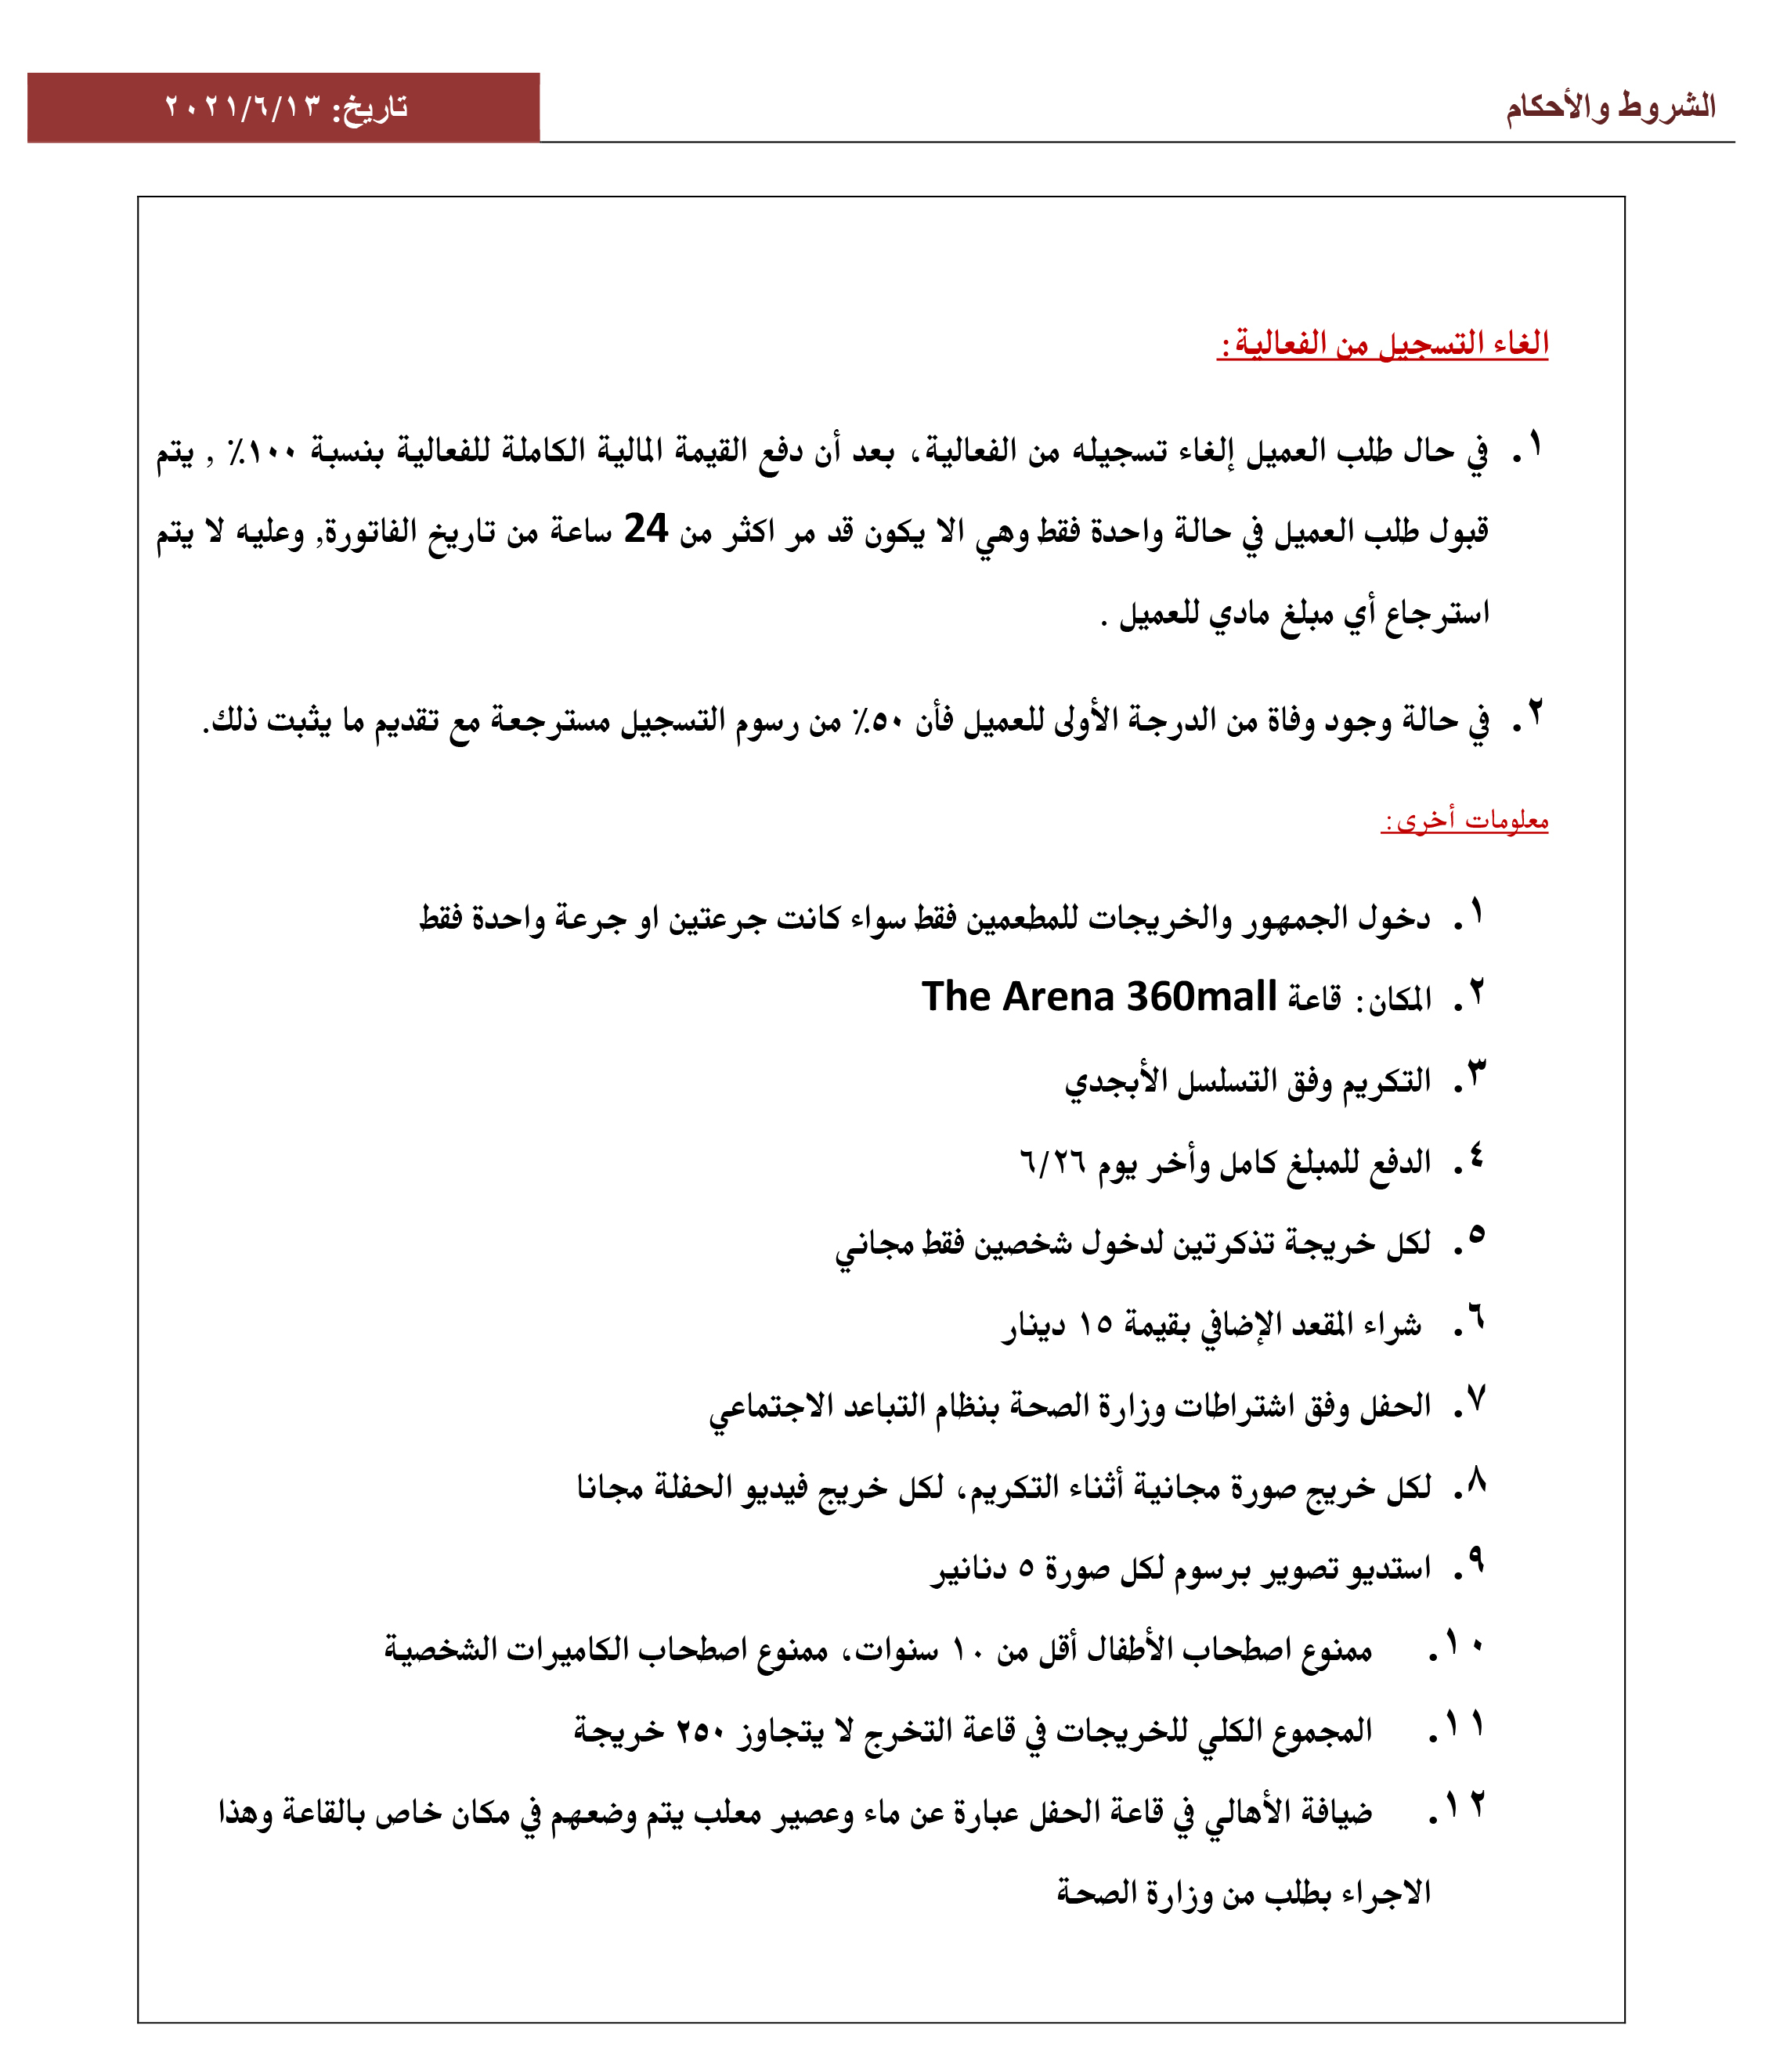 الشروط والأحكام
تاريخ: ٢٠٢١/٦/١٣
الغاء التسجيل من الفعالية:
١. في حال طلب العميل إلغاء تسجيله من الفعالية، بعد أن دفع القيمة المالية الكاملة للفعالية بنسبة ١٠٠٪ , يتم
قبول طلب العميل في حالة واحدة فقط وهي الا يكون قد مر اكثر من 24 ساعة من تاريخ الفاتورة, وعليه لا يتم
استرجاع أي مبلغ مادي للعميل .
٢. في حالة وجود وفاة من الدرجة الأولى للعميل فأن ٥٠٪ من رسوم التسجيل مسترجعة مع تقديم ما يثبت ذلك.
معلومات أخرى:
١. دخول الجمهور والخريجات للمطعمين فقط سواء كانت جرعتين او جرعة واحدة فقط
٢. المكان: قاعة The Arena 360mall
٣. التكريم وفق التسلسل الأبجدي
٤. الدفع للمبلغ كامل وأخر يوم ٦/٢٦
٥. لكل خريجة تذكرتين لدخول شخصين فقط مجاني
٦. شراء المقعد الإضافي بقيمة ١٥ دينار
٧. الحفل وفق اشتراطات وزارة الصحة بنظام التباعد الاجتماعي
٨. لكل خريج صورة مجانية أثناء التكريم، لكل خريج فيديو الحفلة مجانا
٩. استديو تصوير برسوم لكل صورة ٥ دنانير
١٠. ممنوع اصطحاب الأطفال أقل من ١٠ سنوات، ممنوع اصطحاب الكاميرات الشخصية
١١. المجموع الكلي للخريجات في قاعة التخرج لا يتجاوز ٢٥٠ خريجة
١٢. ضيافة الأهالي في قاعة الحفل عبارة عن ماء وعصير معلب يتم وضعهم في مكان خاص بالقاعة وهذا
الاجراء بطلب من وزارة الصحة